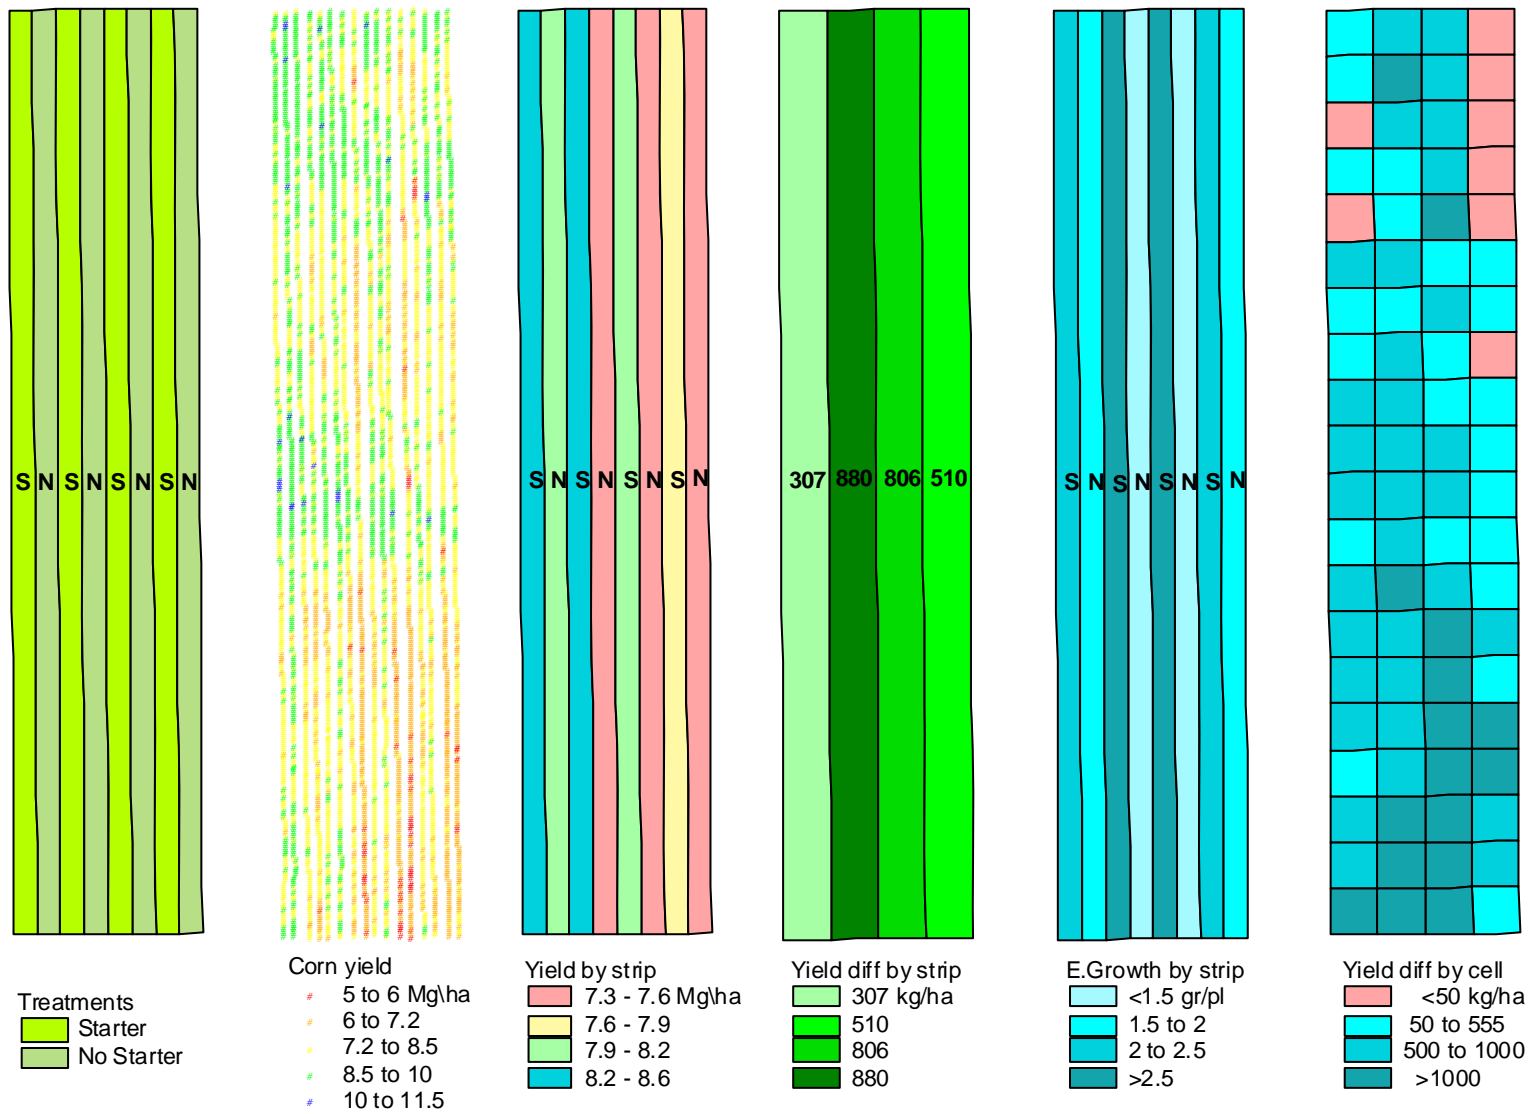 S N S N S N S N
S N S N S N S N
307 880 806 510
S N S N S N S N
Treatments
Starter
No Starter
Corn yield
# 5 to 6 Mg\ha
# 6 to 7.2
# 7.2 to 8.5
# 8.5 to 10
# 10 to 11.5
Yield by strip
7.3 - 7.6 Mg\ha
7.6 - 7.9
7.9 - 8.2
8.2 - 8.6
Yield diff by strip
307 kg/ha
510
806
880
E.Growth by strip
<1.5 gr/pl
1.5 to 2
2 to 2.5
>2.5
Yield diff by cell
<50 kg/ha
50 to 555
500 to 1000
>1000